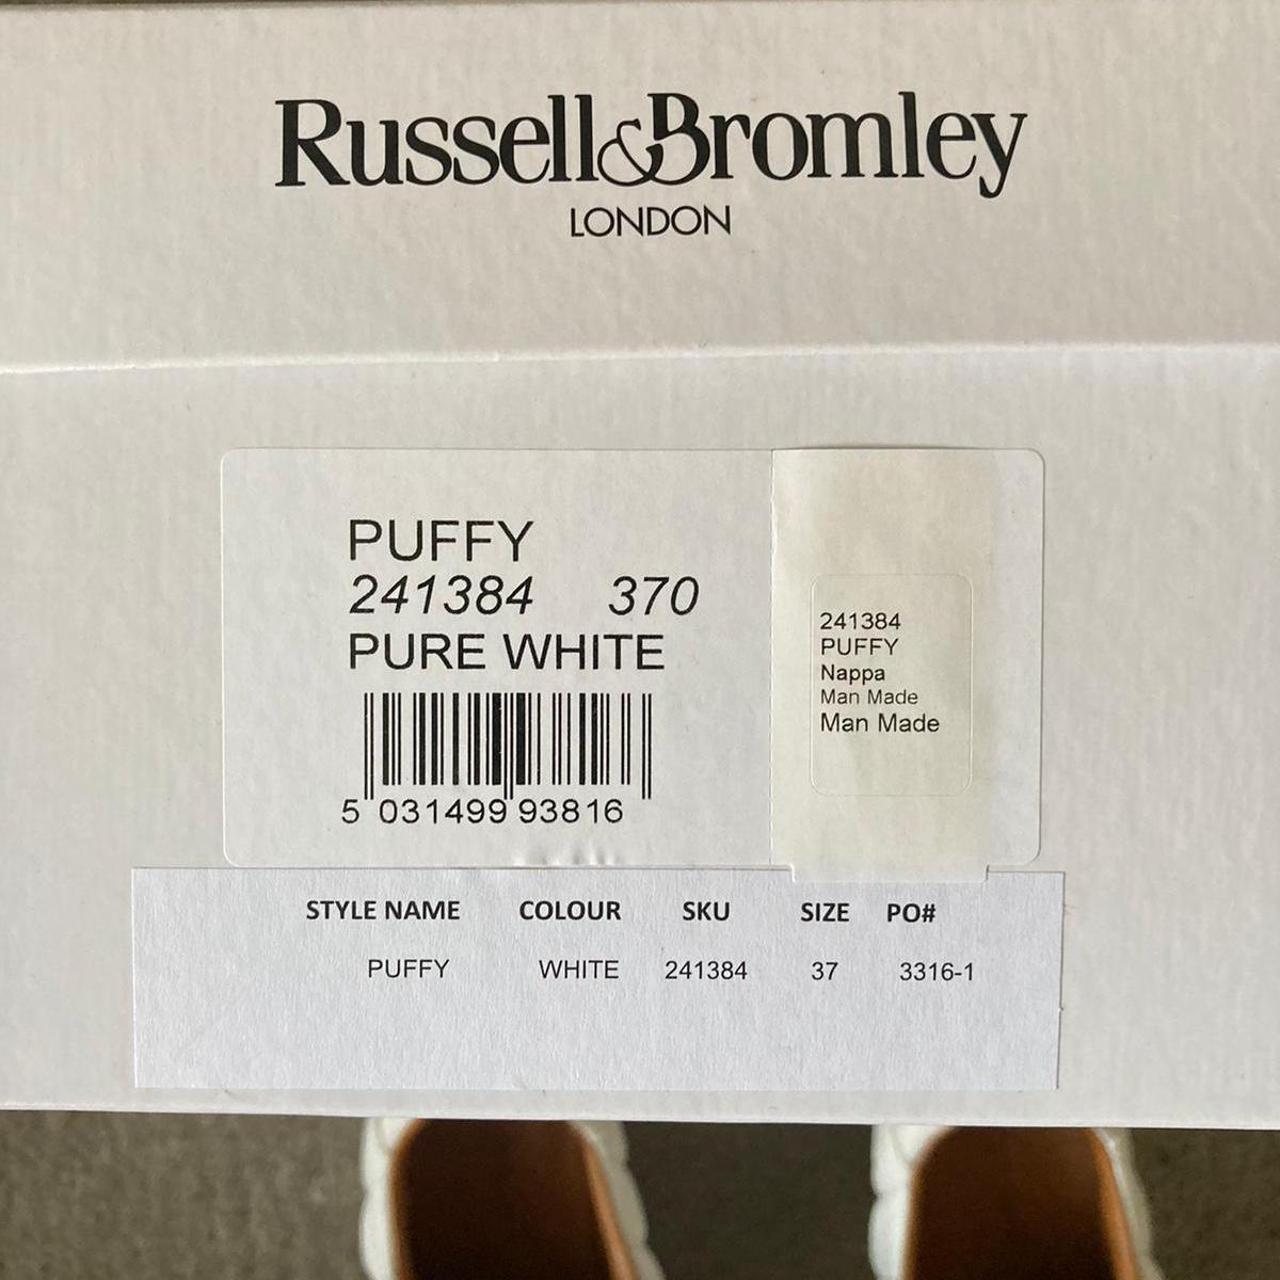 Russell&Bromley
LONDON
PUFFY
241384 370
PURE WHITE
5 031499 93816
241384
PUFFY
Nappa
Man Made
Man Made
STYLE NAME COLOUR SKU SIZE PO#
PUFFY WHITE 241384 37 3316-1